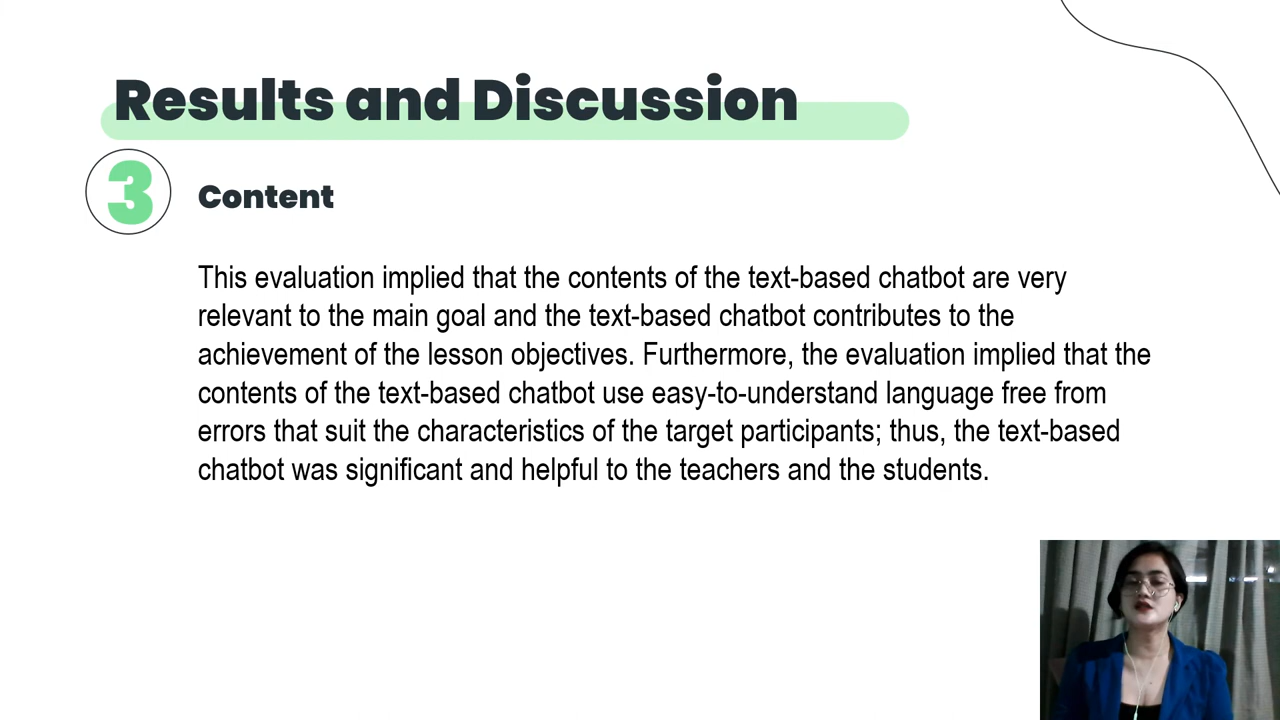 Results and Discussion
3
Content
This evaluation implied that the contents of the text-based chatbot are very
relevant to the main goal and the text-based chatbot contributes to the
achievement of the lesson objectives. Furthermore, the evaluation implied that the
contents of the text-based chatbot use easy-to-understand language free from
errors that suit the characteristics of the target participants; thus, the text-based
chatbot was significant and helpful to the teachers and the students.